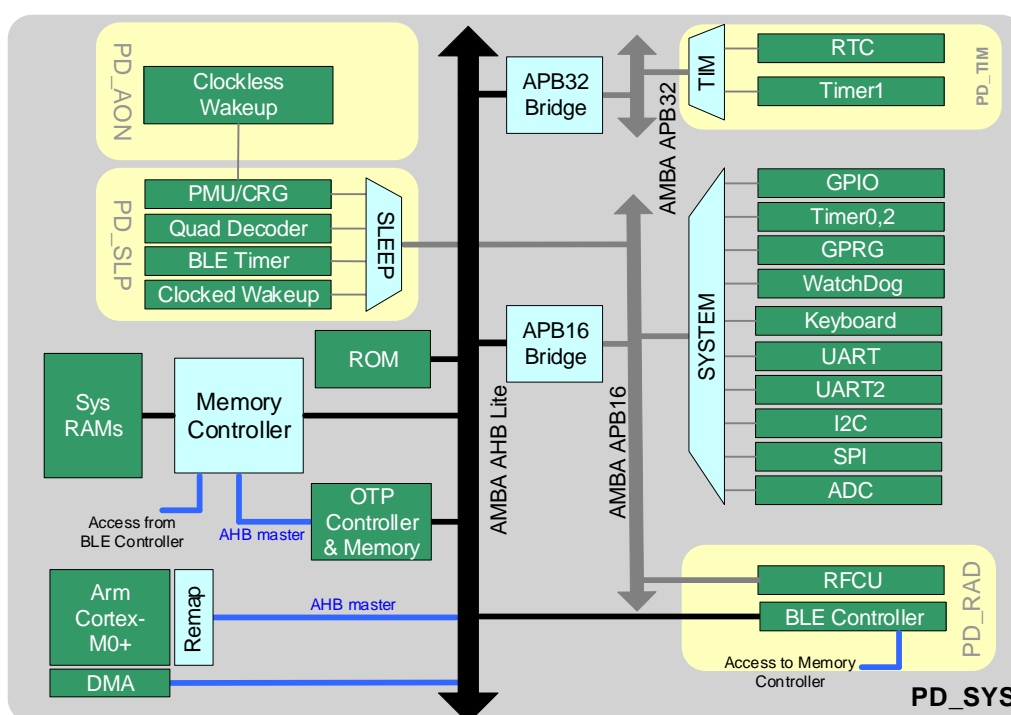 PD_AON
Clockless
Wakeup
PD_SLP
PMU/CRG
Quad Decoder
BLE Timer
Clocked Wakeup
SLEEP
APB32
Bridge
AMBA APB32
TIM
RTC
Timer1
PD_TIM
ROM
Sys
RAMs
Memory
Controller
Access from
BLE Controller
AHB master
OTP
Controller
& Memory
AMBA AHB Lite
APB16
Bridge
AMBA APB16
SYSTEM
GPIO
Timer0,2
GPRG
WatchDog
Keyboard
UART
UART2
I2C
SPI
ADC
Arm
Cortex-
M0+
Remap
AHB master
DMA
RFCU
BLE Controller
PD_RAD
Access to Memory
Controller
PD_SYS